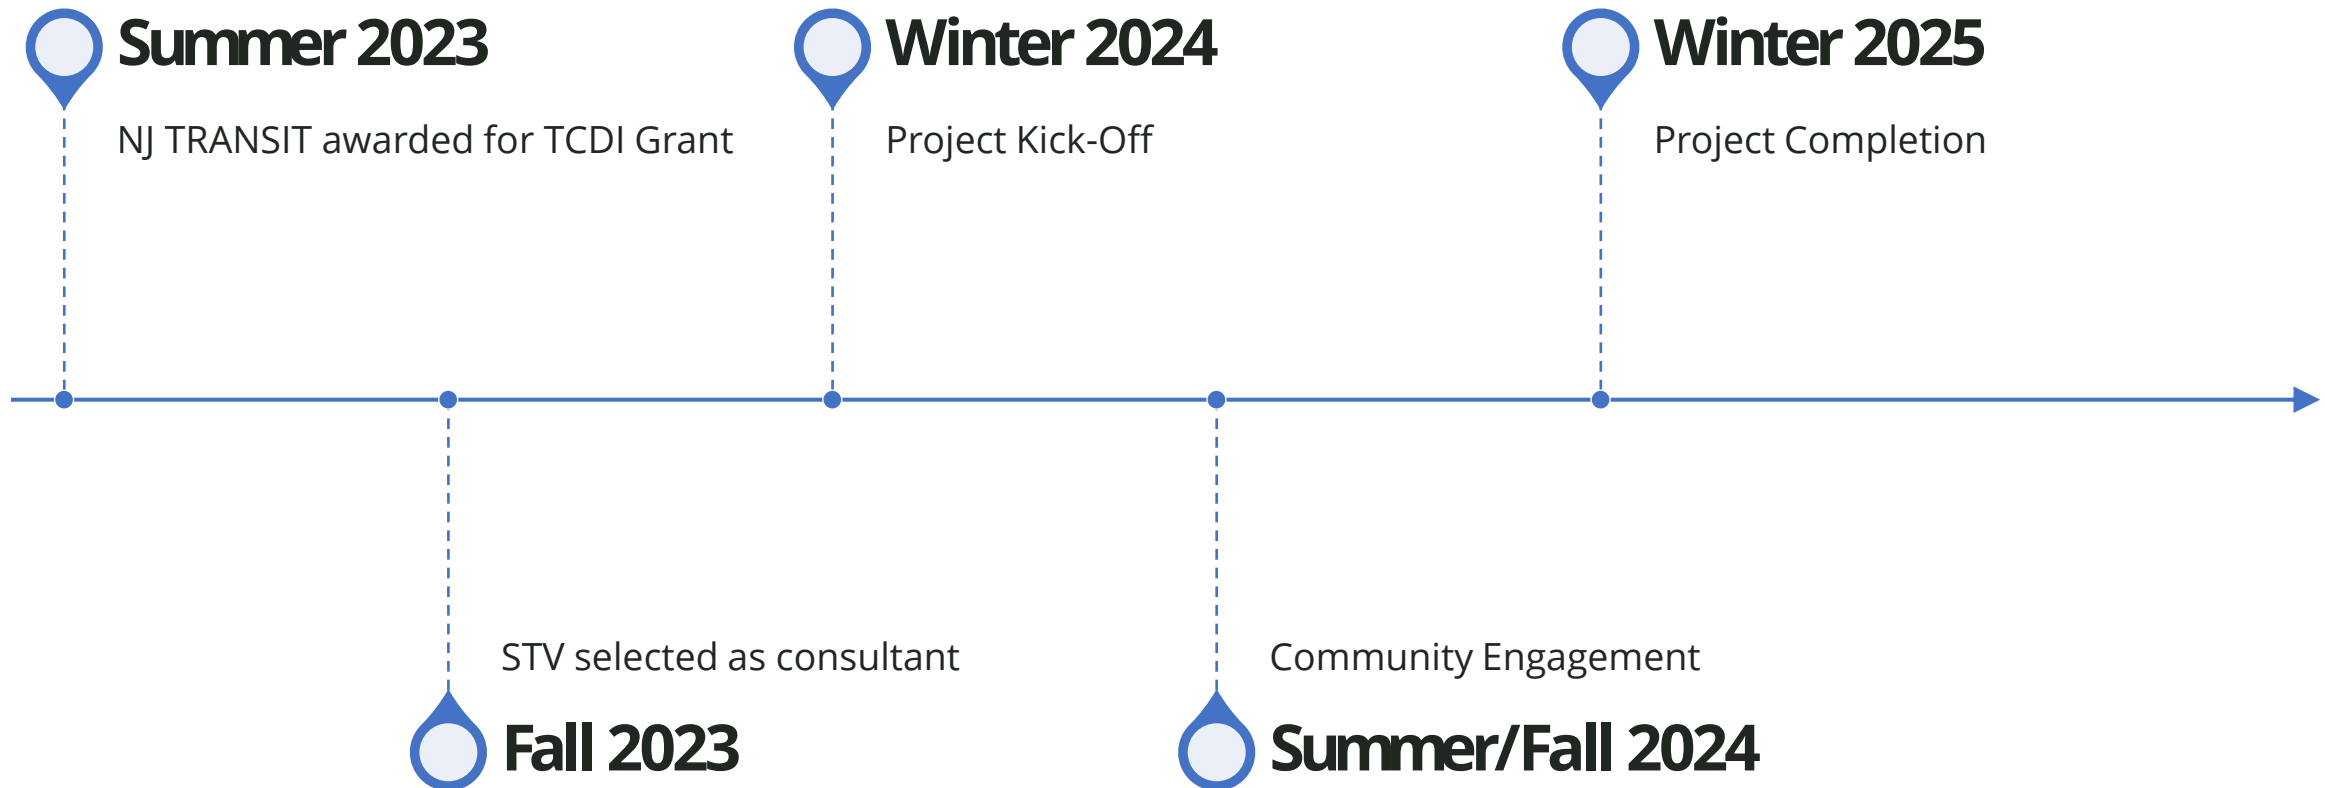 Summer 2023
NJ TRANSIT awarded for TCDI Grant
Winter 2024
Project Kick-Off
Winter 2025
Project Completion
STV selected as consultant
Fall 2023
Community Engagement
Summer/Fall 2024